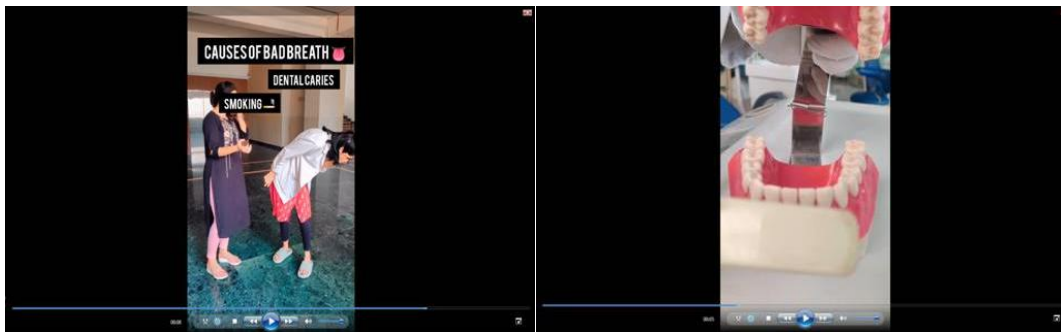 CAUSES OF BAD BREATH 👅
DENTAL CARIES
SMOKING 🚬